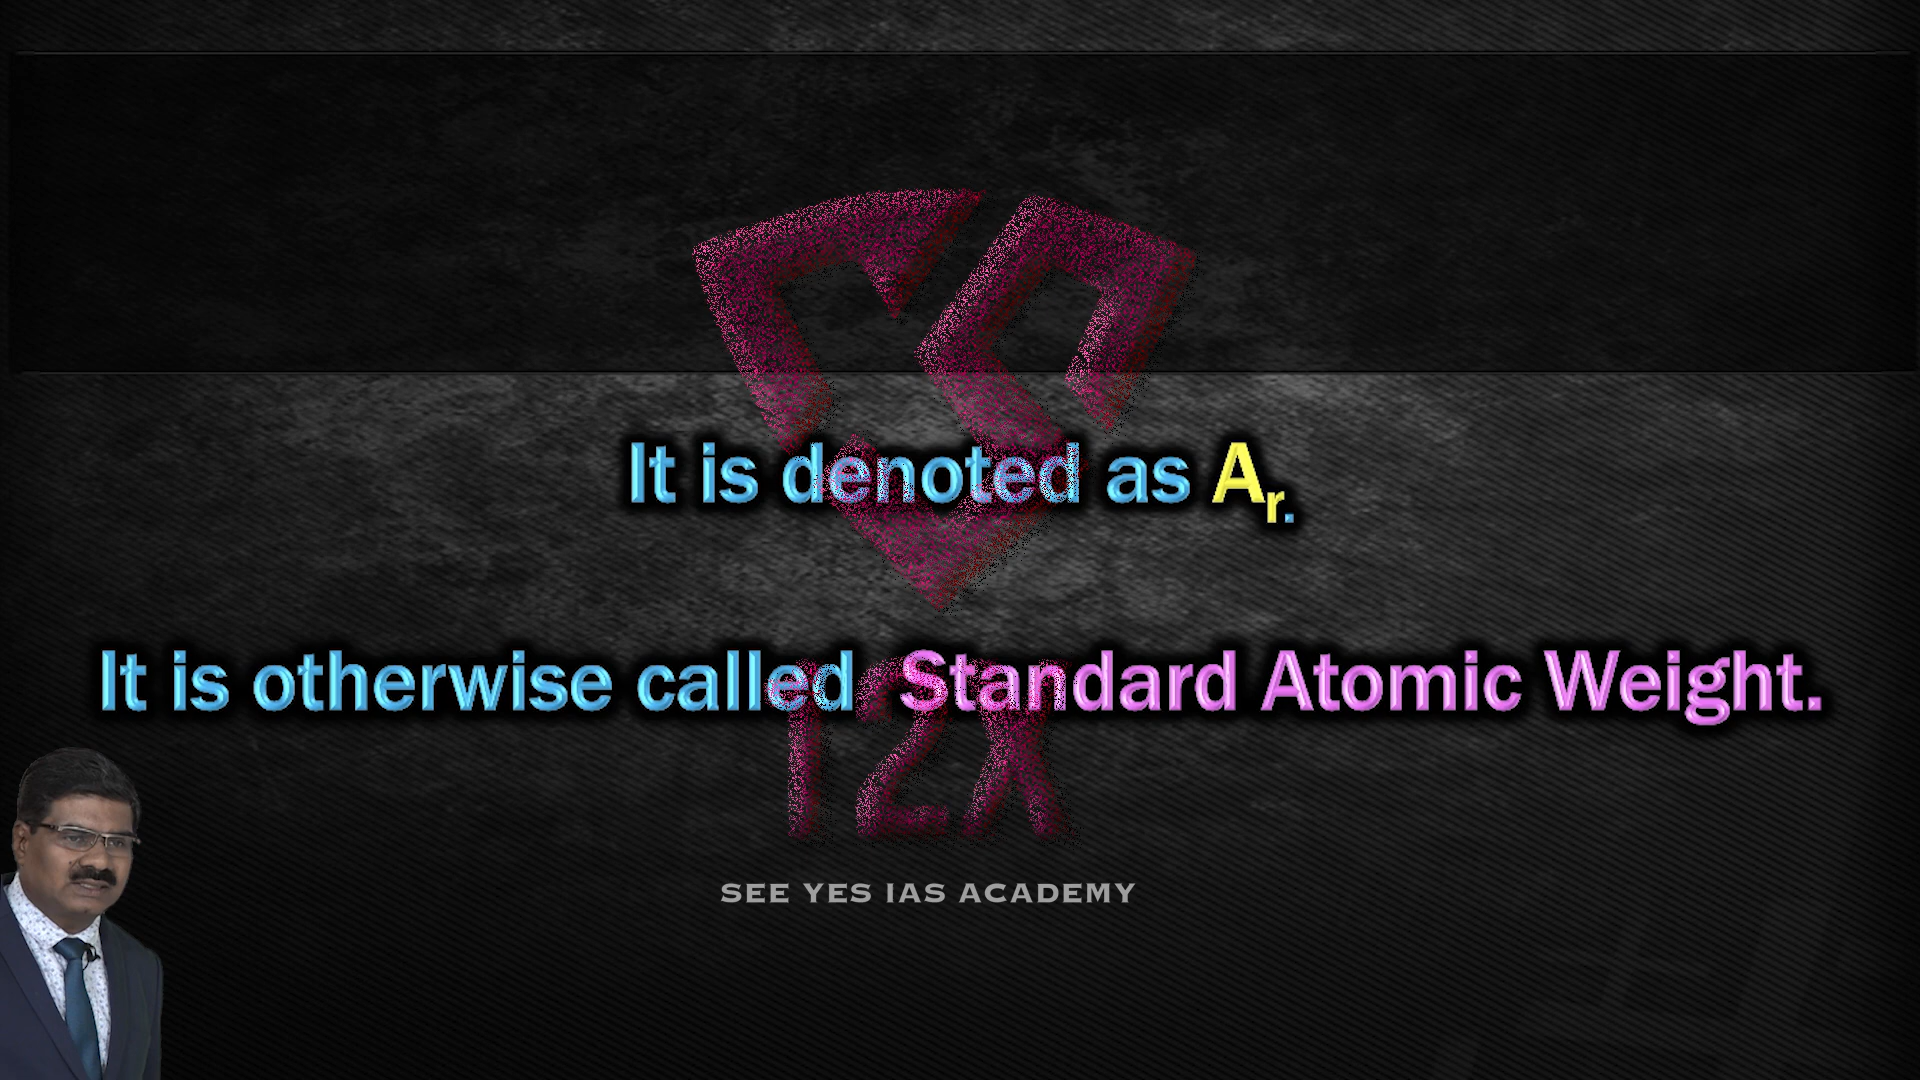 It is denoted as Ar.
It is otherwise called Standard Atomic Weight.
12X
SEE YES IAS ACADEMY